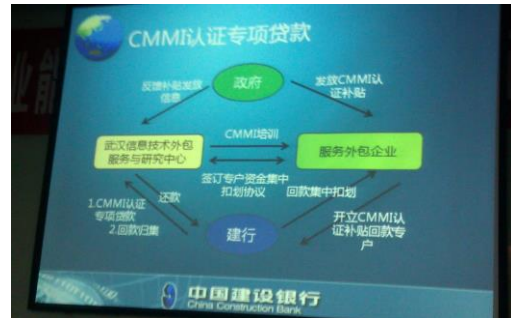 CMMI认证专项贷款
政府
反馈补贴发放
信息
发放CMMI认
证补贴
武汉信息技术外包
服务与研究中心
CMMI培训
服务外包企业
签订专户资金集中
扣划协议
还款
回款集中扣划
1.CMMI认证
专项贷款
2.回款归集
建行
开立CMMI认
证补贴回款专
户
中国建设银行
China Construction Bank
业能